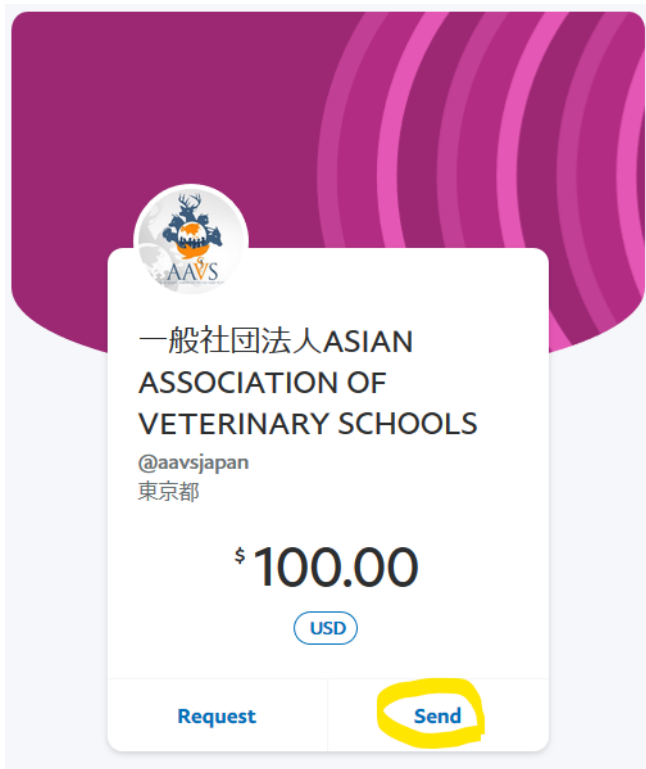 AAVS
一般社団法人ASIAN
ASSOCIATION OF
VETERINARY SCHOOLS
@aavsjapan
東京都
$ 100.00
USD
Request
Send